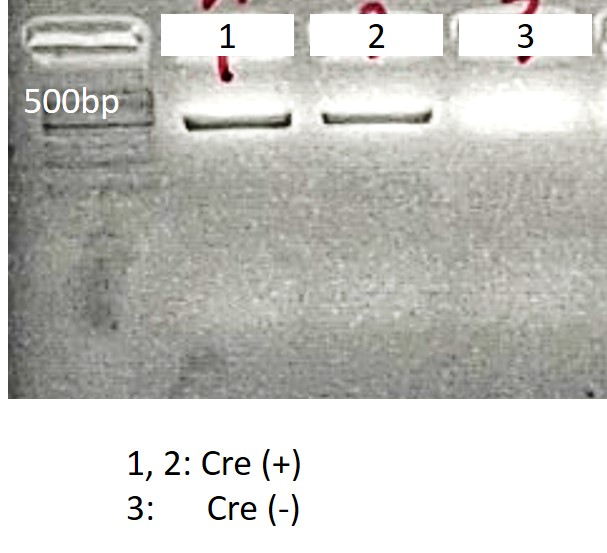 1 2 3
500bp
1, 2: Cre (+)
3: Cre (-)